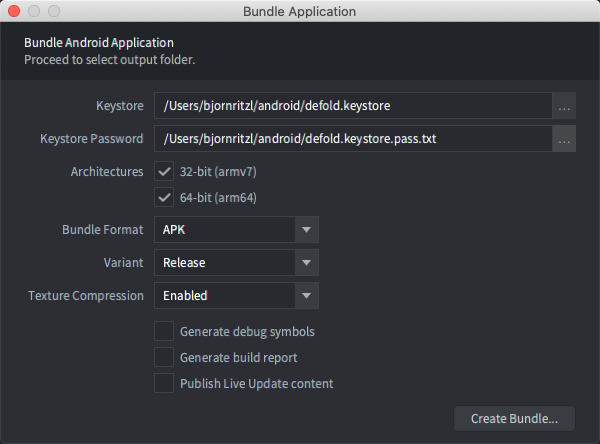 Bundle Application
Bundle Android Application
Proceed to select output folder.
Keystore /Users/bjornritzl/android/defold.keystore ...
Keystore Password /Users/bjornritzl/android/defold.keystore.pass.txt ...
Architectures 32-bit (armv7)
64-bit (arm64)
Bundle Format APK
Variant Release
Texture Compression Enabled
Generate debug symbols
Generate build report
Publish Live Update content
Create Bundle...